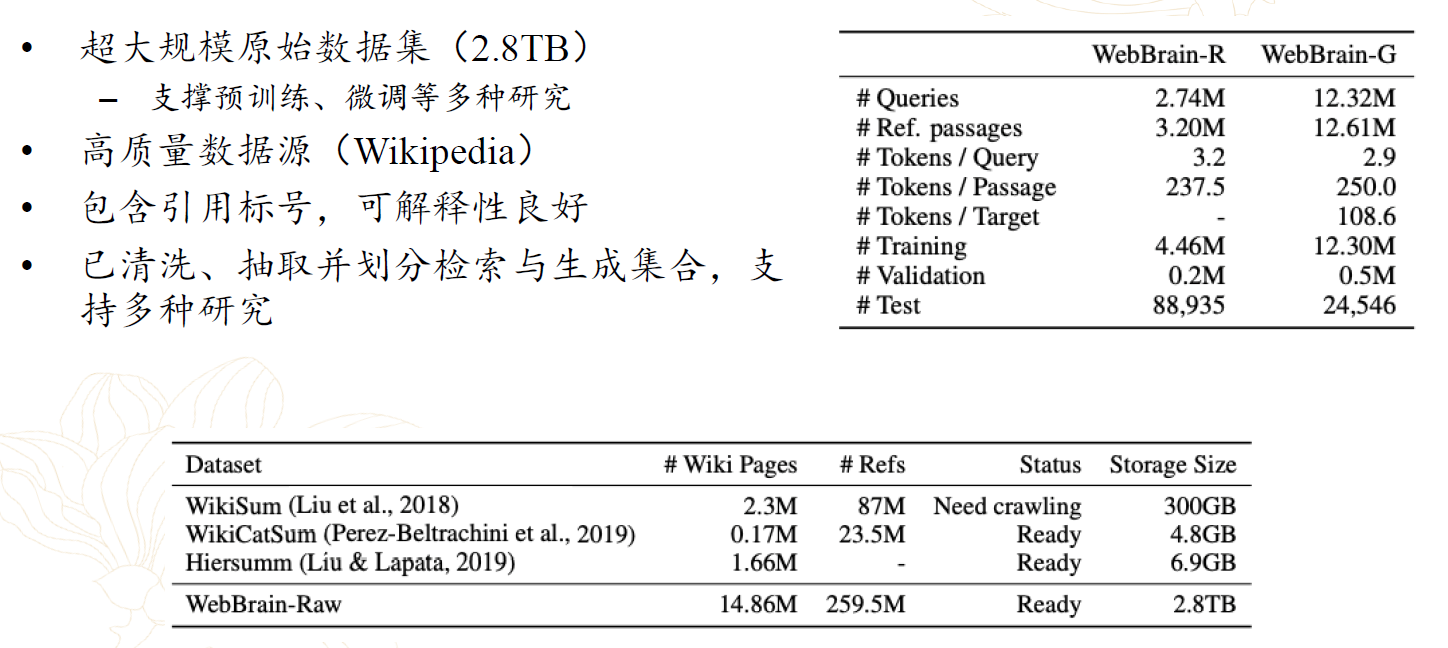 • 超大规模原始数据集（2.8TB）
– 支撑预训练、微调等多种研究
• 高质量数据源（Wikipedia）
• 包含引用标号，可解释性良好
• 已清洗、抽取并划分检索与生成集合，支
持多种研究
WebBrain-R WebBrain-G
# Queries 2.74M 12.32M
# Ref. passages 3.20M 12.61M
# Tokens / Query 3.2 2.9
# Tokens / Passage 237.5 250.0
# Tokens / Target - 108.6
# Training 4.46M 12.30M
# Validation 0.2M 0.5M
# Test 88,935 24,546
Dataset # Wiki Pages # Refs Status Storage Size
WikiSum (Liu et al., 2018) 2.3M 87M Need crawling 300GB
WikiCatSum (Perez-Beltrachini et al., 2019) 0.17M 23.5M Ready 4.8GB
Hiersumm (Liu & Lapata, 2019) 1.66M - Ready 6.9GB
WebBrain-Raw 14.86M 259.5M Ready 2.8TB